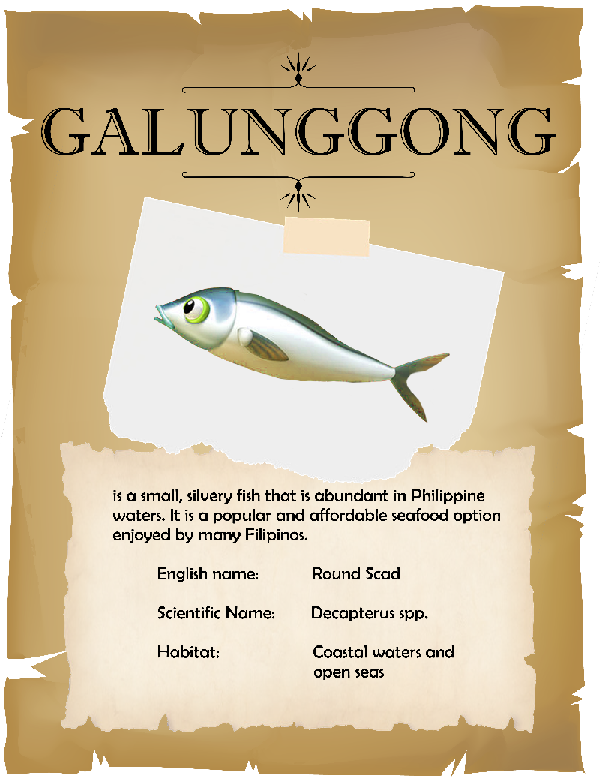 GALUNGGONG
is a small, silvery fish that is abundant in Philippine
waters. It is a popular and affordable seafood option
enjoyed by many Filipinos.
English name: Round Scad
Scientific Name: Decapterus spp.
Habitat: Coastal waters and
open seas